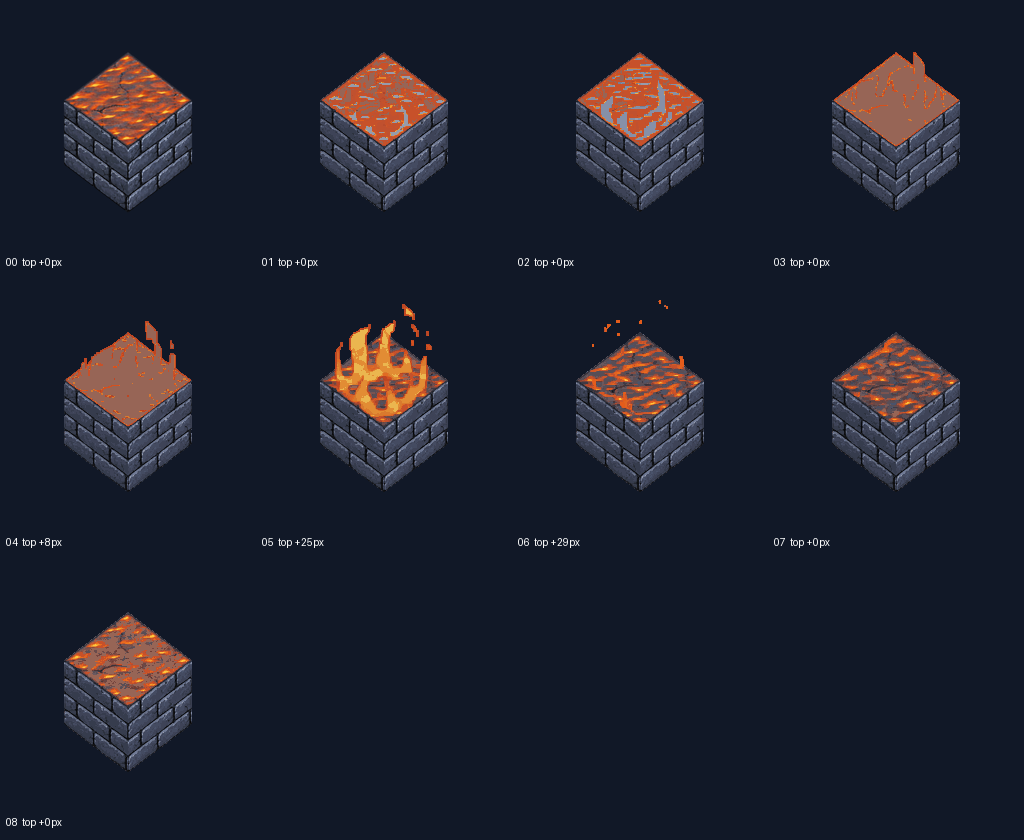 00 top +0px
01 top +0px
02 top +0px
03 top +0px
04 top +8px
05 top +25px
06 top +29px
07 top +0px
08 top +0px